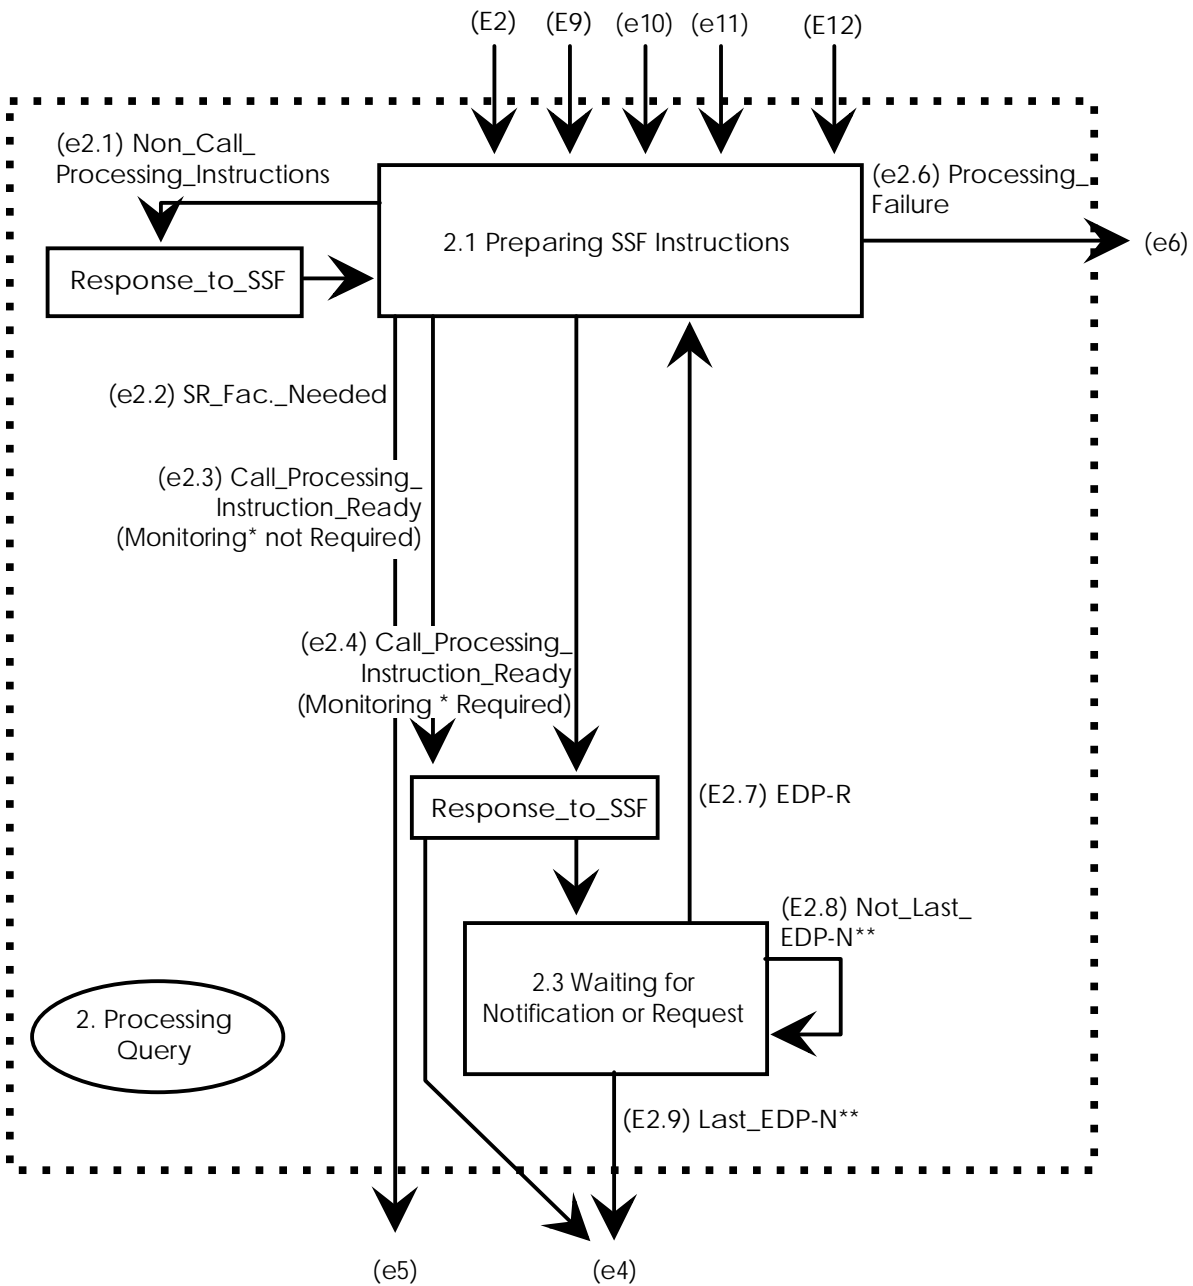 (E2) (E9) (e10) (e11) (E12)
(e2.1) Non_Call_
Processing_Instructions
(e2.6) Processing_
Failure
2.1 Preparing SSF Instructions
(e6)
Response_to_SSF
(e2.2) SR_Fac._Needed
(e2.3) Call_Processing_
Instruction_Ready
(Monitoring* not Required)
(e2.4) Call_Processing_
Instruction_Ready
(Monitoring * Required)
(E2.7) EDP-R
Response_to_SSF
(E2.8) Not_Last_
EDP-N**
2.3 Waiting for
Notification or Request
2. Processing
Query
(E2.9) Last_EDP-N**
(e5) (e4)